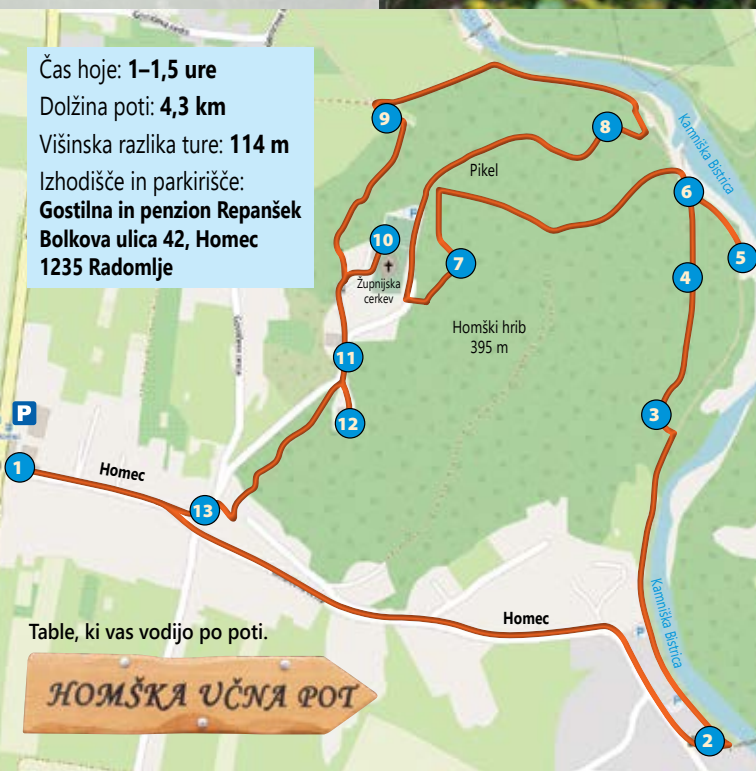 Čas hoje: 1–1,5 ure
Dolžina poti: 4,3 km
Višinska razlika ture: 114 m
Izhodišče in parkirišče:
Gostilna in penzion Repanšek
Bolkova ulica 42, Homec
1235 Radomlje
Kamniška Bistrica
9
8
Pikel
6
10
7
5
4
Župnijska
cerkev
Homški hrib
395 m
11
3
12
P
1
Homec
13
Kamniška Bistrica
Homec
Table, ki vas vodijo po poti.
HOMŠKA UČNA POT
2